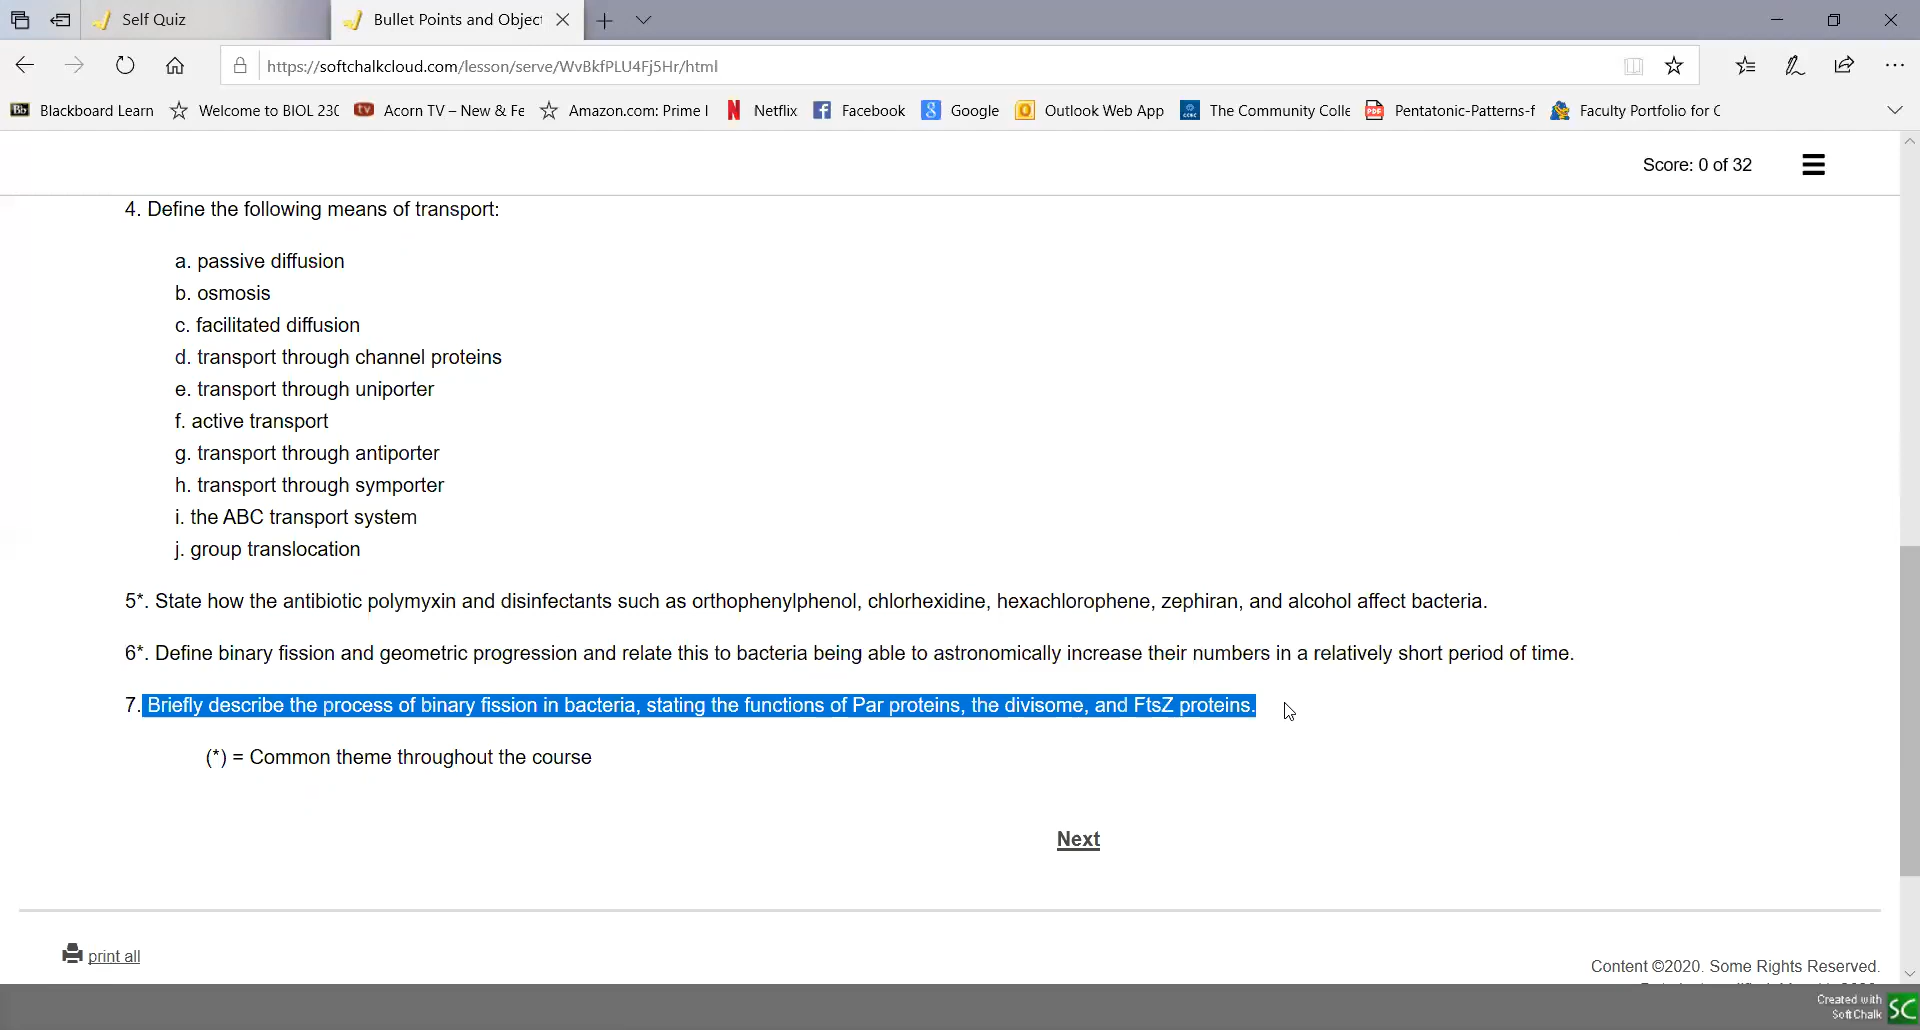 Self Quiz
Bullet Points and Object
https://softchalkcloud.com/lesson/serve/WvBkfPLU4Fj5Hr/html
Bb Blackboard Learn Welcome to BIOL 230 tv Acorn TV – New & Fe Amazon.com: Prime I N Netflix f Facebook 8 Google Outlook Web App CCBC The Community Colle PDF Pentatonic-Patterns-f Faculty Portfolio for C
Score: 0 of 32
4. Define the following means of transport:
a. passive diffusion
b. osmosis
c. facilitated diffusion
d. transport through channel proteins
e. transport through uniporter
f. active transport
g. transport through antiporter
h. transport through symporter
i. the ABC transport system
j. group translocation
5*. State how the antibiotic polymyxin and disinfectants such as orthophenylphenol, chlorhexidine, hexachlorophene, zephiran, and alcohol affect bacteria.
6*. Define binary fission and geometric progression and relate this to bacteria being able to astronomically increase their numbers in a relatively short period of time.
7. Briefly describe the process of binary fission in bacteria, stating the functions of Par proteins, the divisome, and FtsZ proteins.
(*) = Common theme throughout the course
Next
print all
Content ©2020. Some Rights Reserved.
Created with
SoftChalk SC